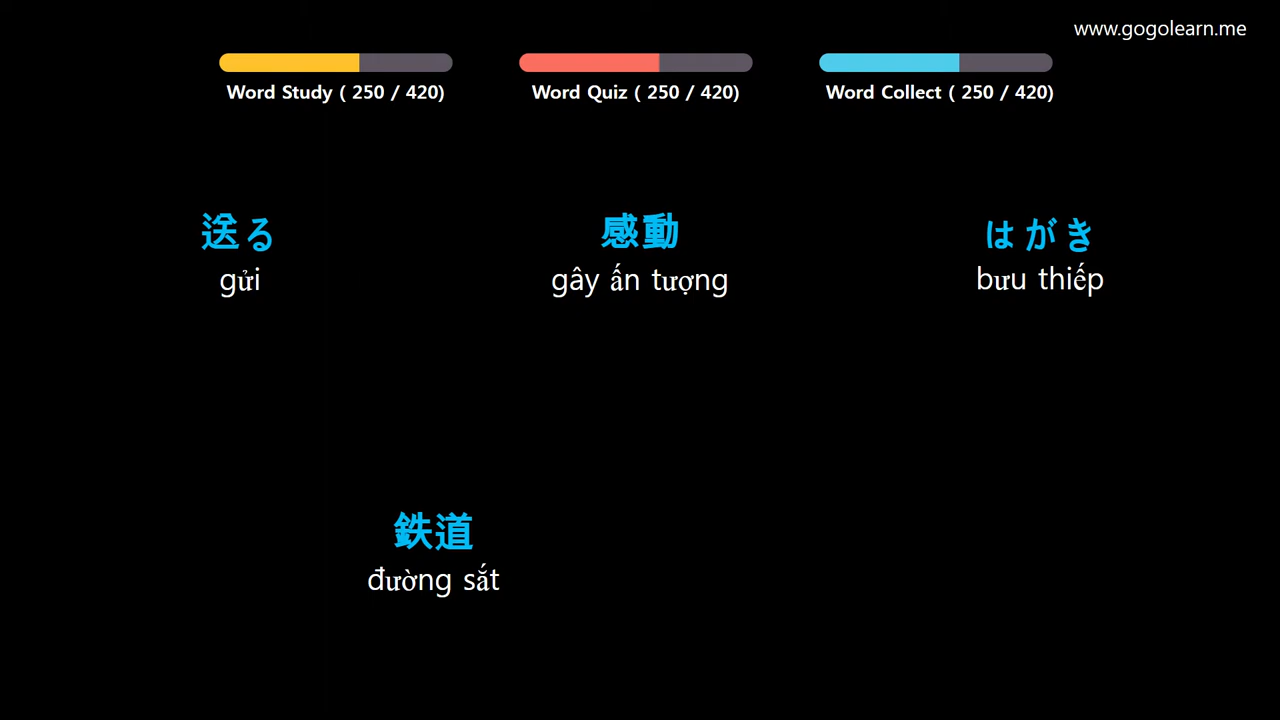 www.gogolearn.me
Word Study ( 250 / 420)
Word Quiz ( 250 / 420)
Word Collect ( 250 / 420)
送る
gửi
感動
gây ấn tượng
はがき
bưu thiếp
鉄道
đường sắt